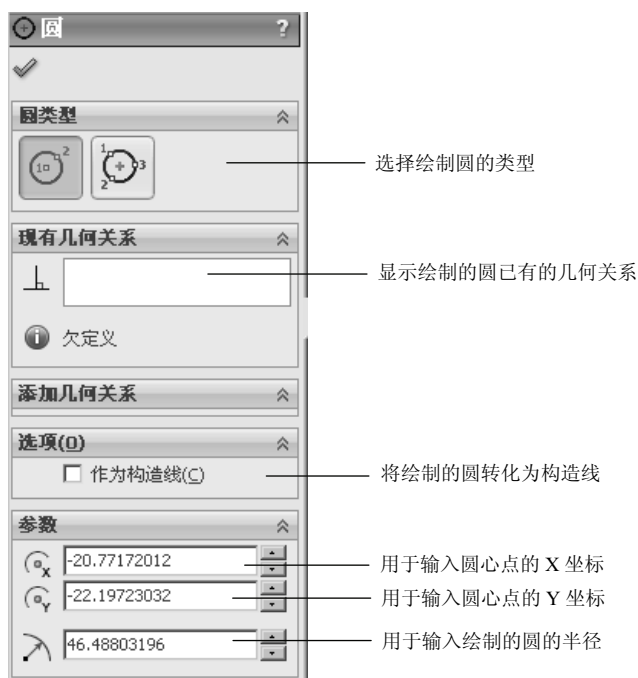 圆 ?
圆类型
1 2 1 2 3
选择绘制圆的类型
现有几何关系
显示绘制的圆已有的几何关系
欠定义
添加几何关系
选项(O)
作为构造线(C)
将绘制的圆转化为构造线
参数
X -20.77172012
用于输入圆心点的 X 坐标
Y -22.19723032
用于输入圆心点的 Y 坐标
46.48803196
用于输入绘制的圆的半径